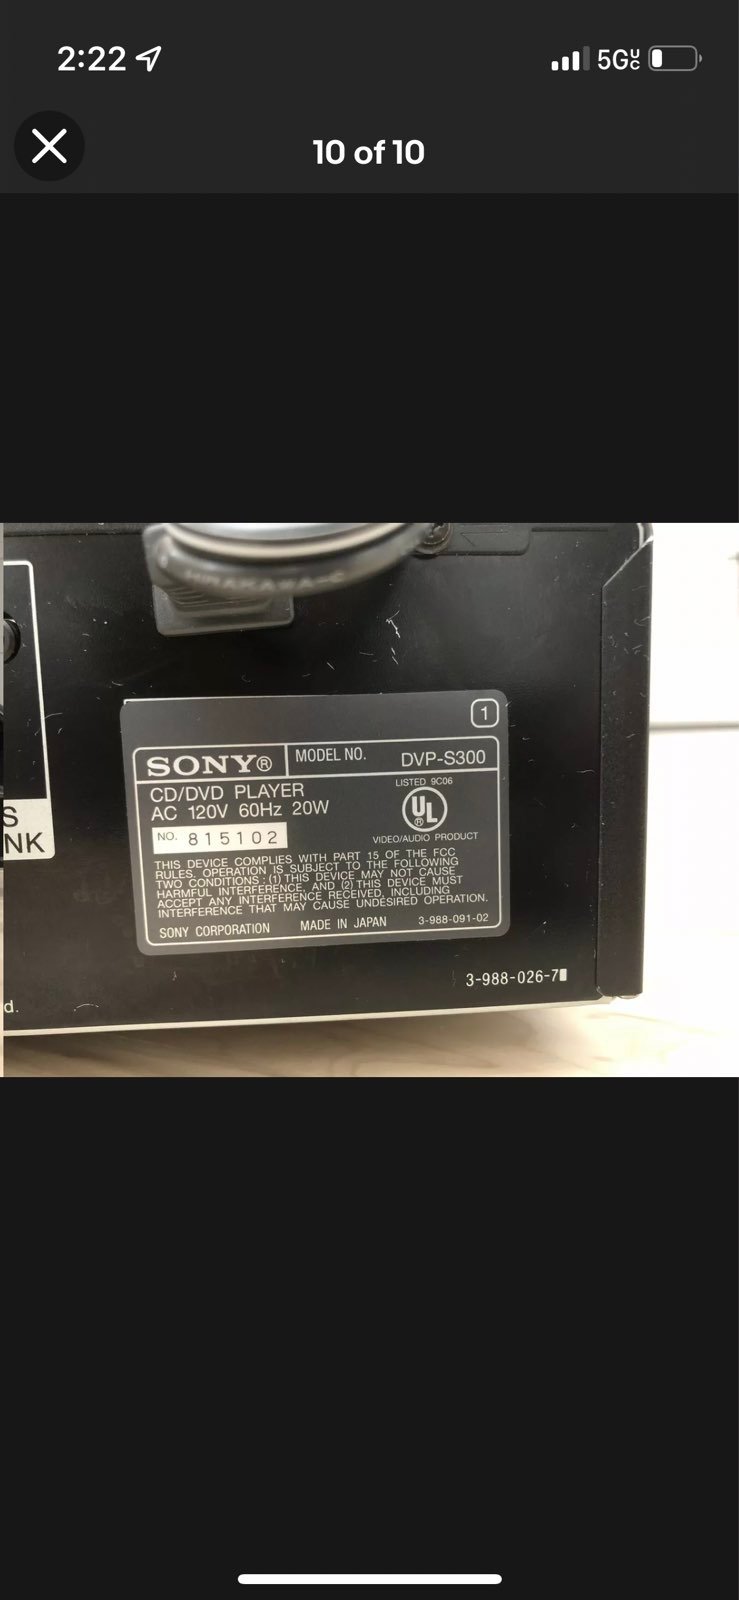 2:22
5GUC
10 of 10
SONY®
MODEL NO. DVP-S300
CD/DVD PLAYER
LISTED 9C06
AC 120V 60Hz 20W
UL ®
NO. 815102
VIDEO/AUDIO PRODUCT
THIS DEVICE COMPLIES WITH PART 15 OF THE FCC
RULES. OPERATION IS SUBJECT TO THE FOLLOWING
TWO CONDITIONS : (1) THIS DEVICE MAY NOT CAUSE
HARMFUL INTERFERENCE, AND (2) THIS DEVICE MUST
ACCEPT ANY INTERFERENCE RECEIVED, INCLUDING
INTERFERENCE THAT MAY CAUSE UNDESIRED OPERATION.
SONY CORPORATION MADE IN JAPAN 3-988-091-02
1
S
NK
d.
3-988-026-7